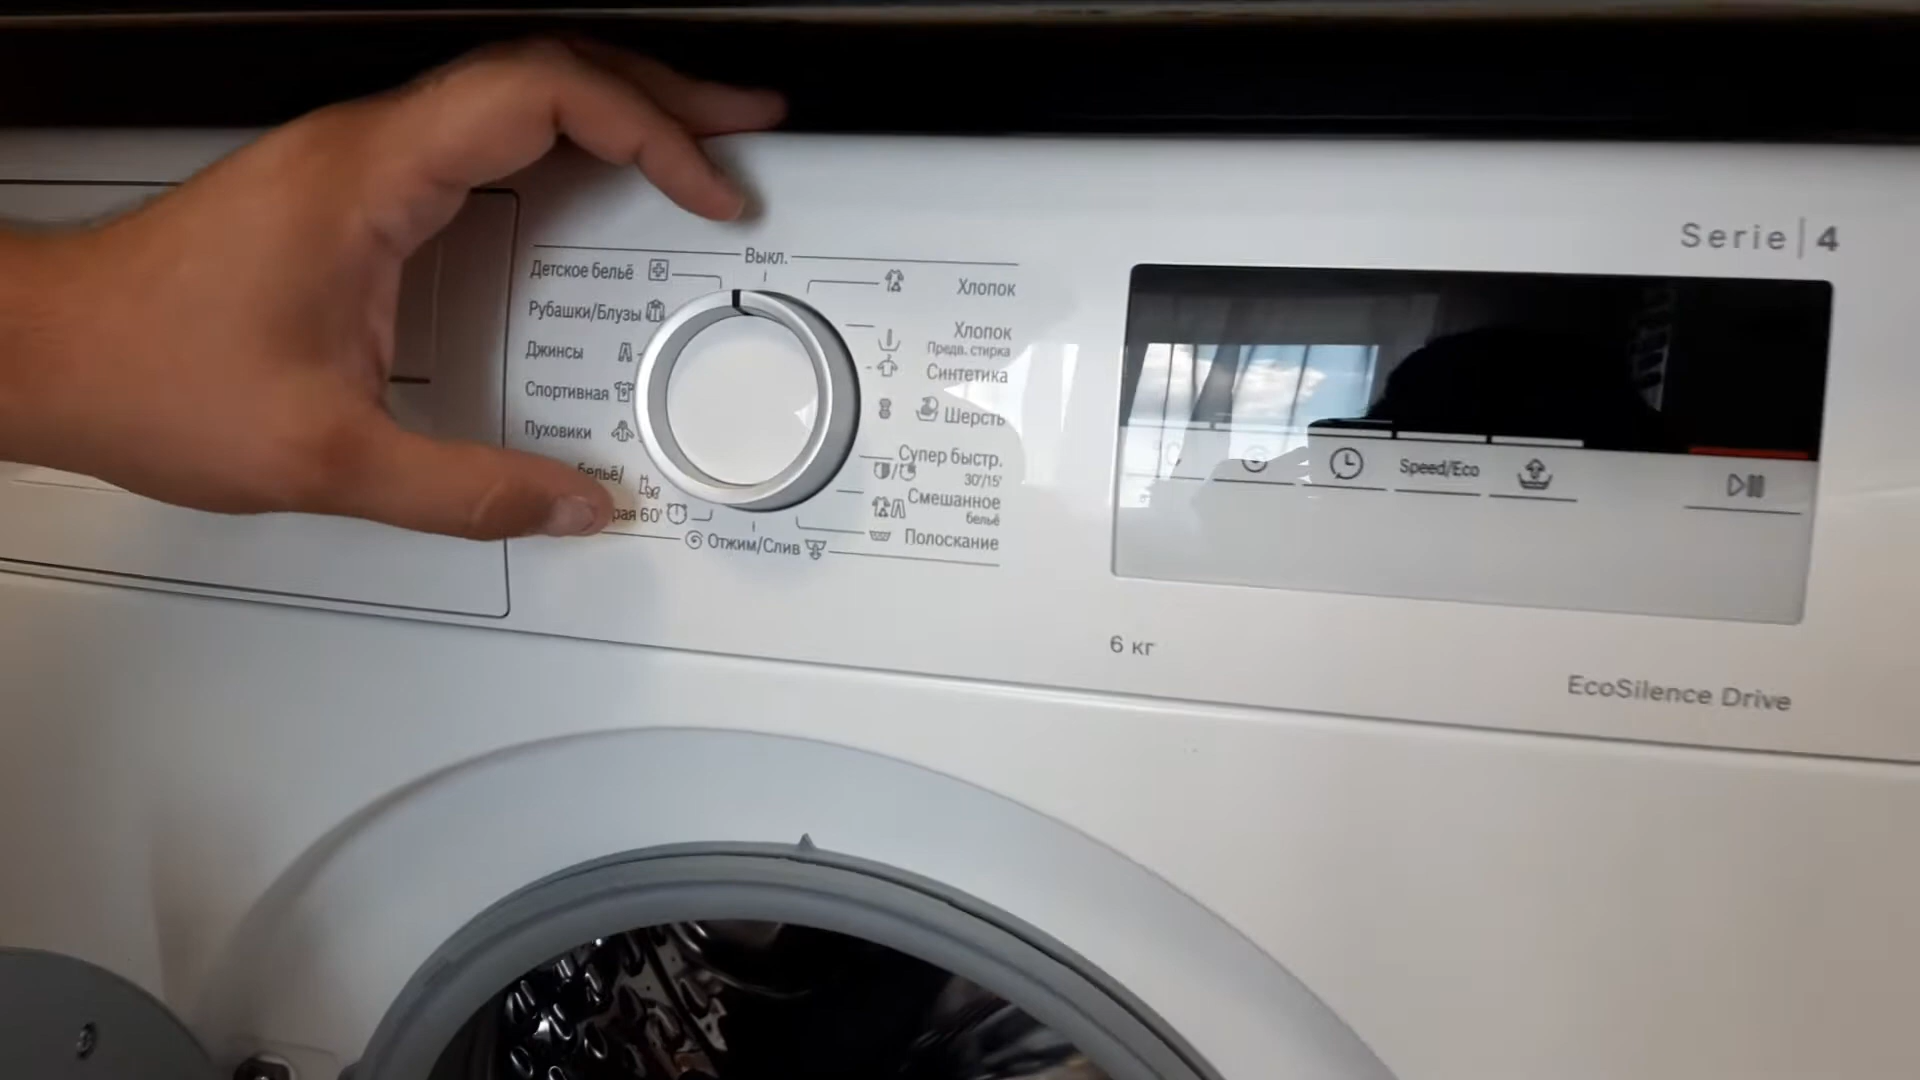 Serie | 4
Выкл.
Детское бельё
Рубашки/Блузы
Джинсы
Спортивная
Пуховики
бельё/
60'
Отжим/Слив
Хлопок
Хлопок
Предв. стирка
Синтетика
Шерсть
Супер быстр.
30'/15'
Смешанное
бельё
Полоскание
Speed/Eco
6 кг
EcoSilence Drive